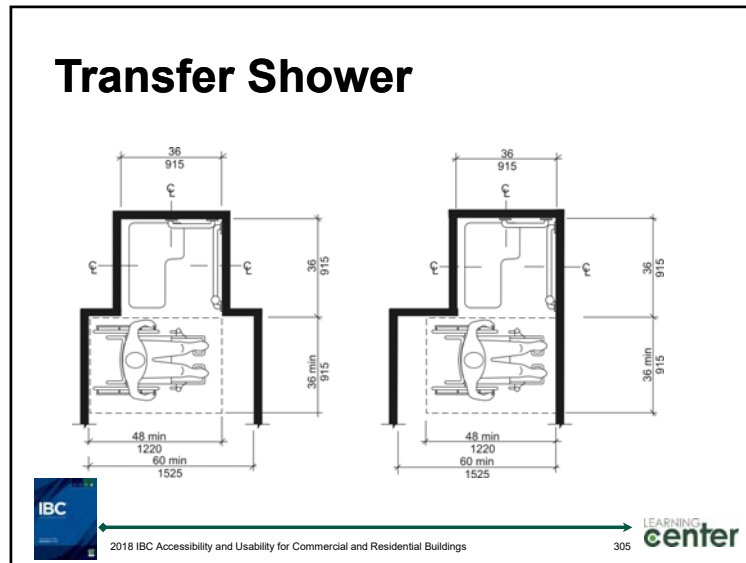 Transfer Shower
36
915
℄
℄
℄
36
915
36 min
915
48 min
1220
60 min
1525
36
915
℄
℄
℄
36
915
36 min
915
48 min
1220
60 min
1525
IBC
2018 IBC Accessibility and Usability for Commercial and Residential Buildings
305
LEARNING
center